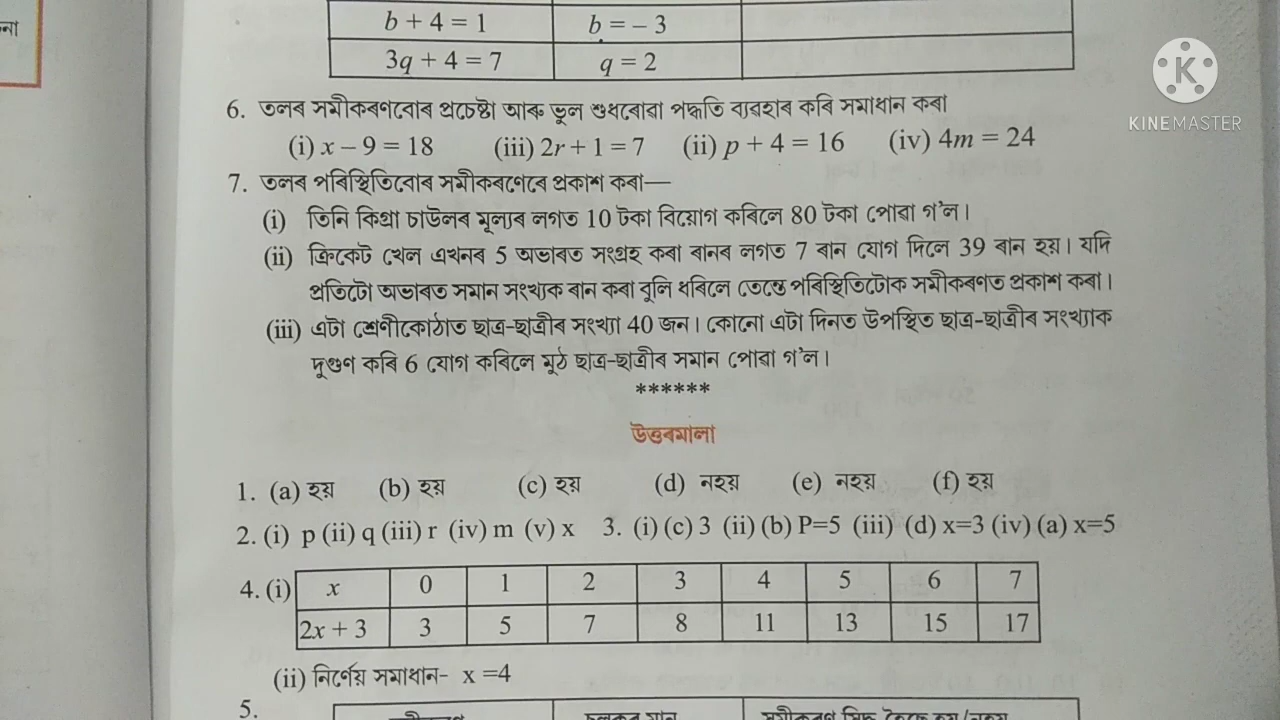 না
b + 4 = 1 b = – 3
3q + 4 = 7 q = 2
KINEMASTER
6. তলৰ সমীকৰণবোৰ প্ৰচেষ্টা আৰু ভুল শুধৰোৱা পদ্ধতি ব্যৱহাৰ কৰি সমাধান কৰা
(i) x – 9 = 18 (iii) 2r + 1 = 7 (ii) p + 4 = 16 (iv) 4m = 24
7. তলৰ পৰিস্থিতিবোৰ সমীকৰণেৰে প্ৰকাশ কৰা—
(i) তিনি কিগ্ৰা চাউলৰ মূল্যৰ লগত 10 টকা বিয়োগ কৰিলে 80 টকা পোৱা গ'ল।
(ii) ক্ৰিকেট খেল এখনৰ 5 অভাৰত সংগ্ৰহ কৰা ৰানৰ লগত 7 ৰান যোগ দিলে 39 ৰান হয়। যদি
প্ৰতিটো অভাৰত সমান সংখ্যক ৰান কৰা বুলি ধৰিলে তেন্তে পৰিস্থিতিটোক সমীকৰণত প্ৰকাশ কৰা।
(iii) এটা শ্ৰেণীকোঠাত ছাত্ৰ-ছাত্ৰীৰ সংখ্যা 40 জন। কোনো এটা দিনত উপস্থিত ছাত্ৰ-ছাত্ৰীৰ সংখ্যাক
দুগুণ কৰি 6 যোগ কৰিলে মুঠ ছাত্ৰ-ছাত্ৰীৰ সমান পোৱা গ'ল।
******
উত্তৰমালা
1. (a) হয় (b) হয় (c) হয় (d) নহয় (e) নহয় (f) হয়
2. (i) p (ii) q (iii) r (iv) m (v) x 3. (i) (c) 3 (ii) (b) P=5 (iii) (d) x=3 (iv) (a) x=5
4. (i) x 0 1 2 3 4 5 6 7
2x + 3 3 5 7 8 11 13 15 17
(ii) নিৰ্ণেয় সমাধান- x =4
5.